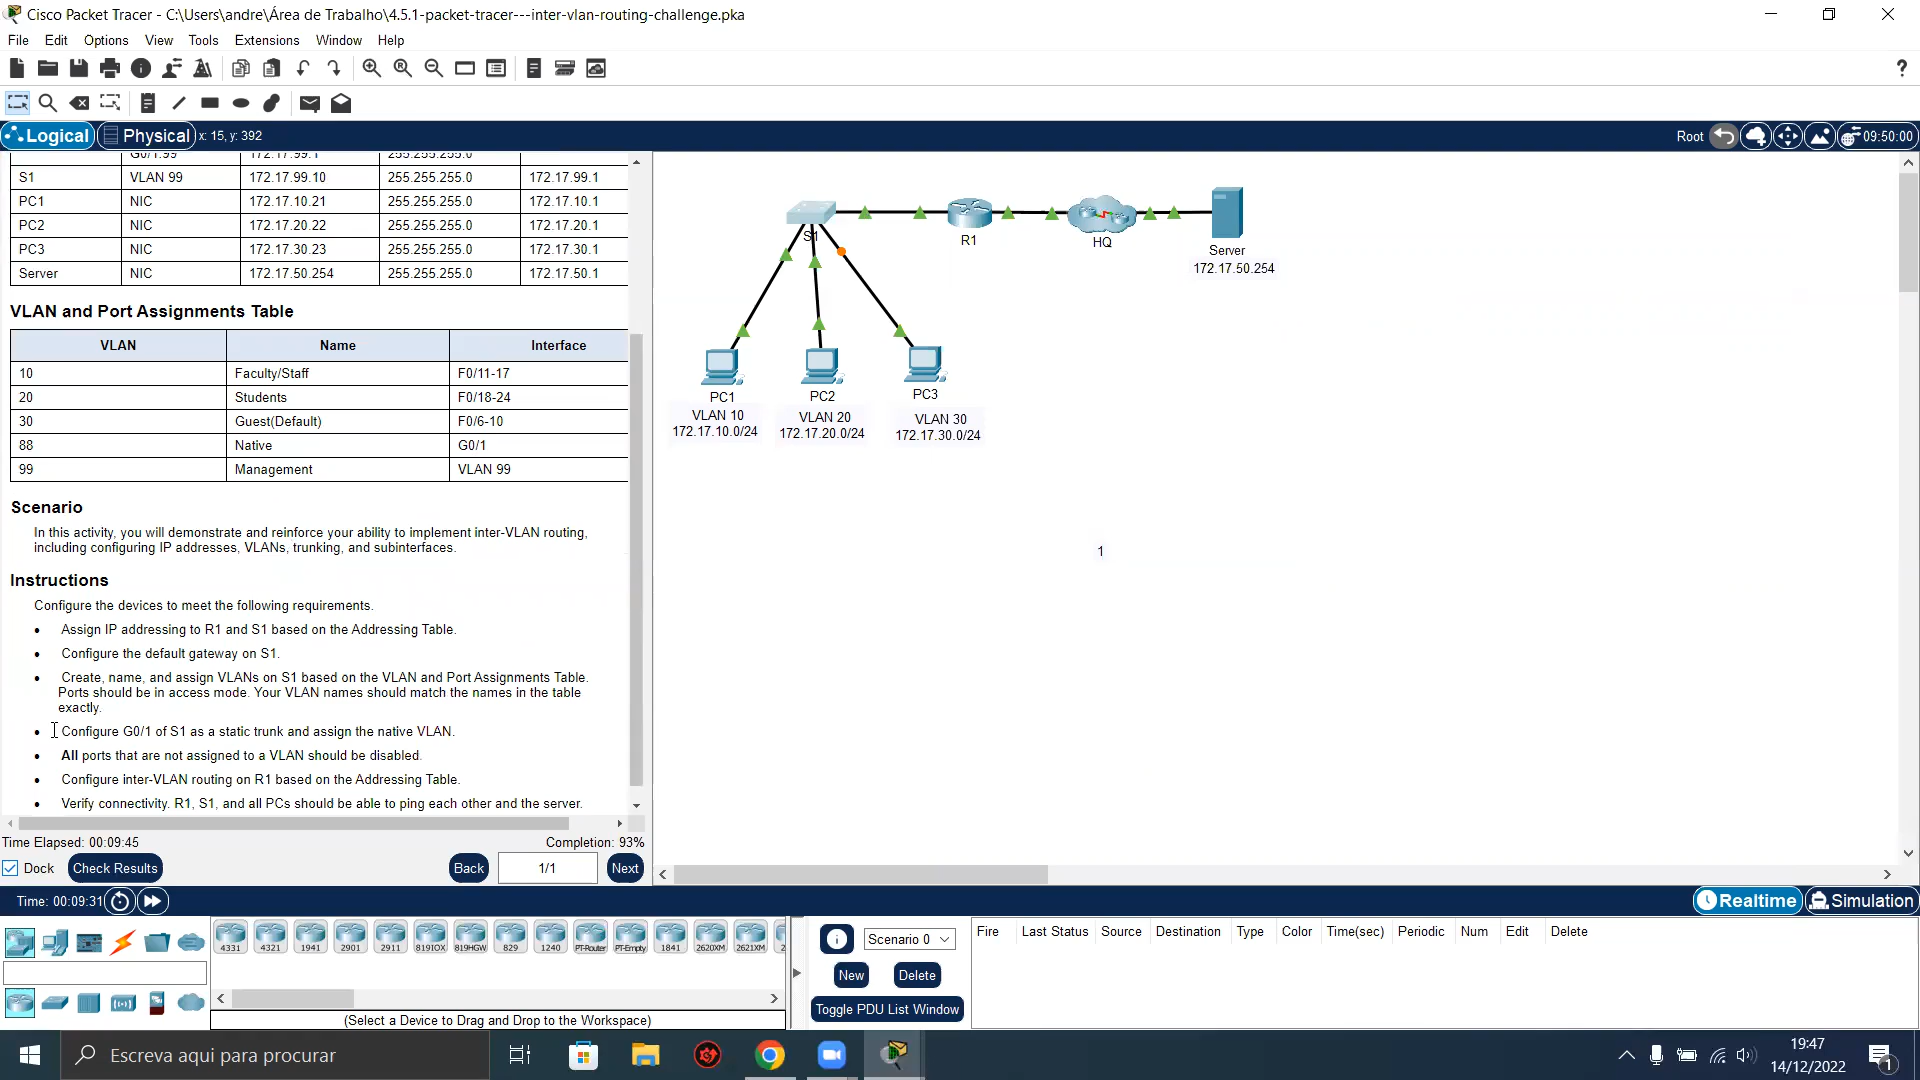 Cisco Packet Tracer - C:\Users\andre\Área de Trabalho\4.5.1-packet-tracer---inter-vlan-routing-challenge.pka
File Edit Options View Tools Extensions Window Help
Logical Physical x: 15, y: 392 Root 09:50:00
G0/1.99 172.17.99.1 255.255.255.0
S1 VLAN 99 172.17.99.10 255.255.255.0 172.17.99.1
PC1 NIC 172.17.10.21 255.255.255.0 172.17.10.1
PC2 NIC 172.17.20.22 255.255.255.0 172.17.20.1
PC3 NIC 172.17.30.23 255.255.255.0 172.17.30.1
Server NIC 172.17.50.254 255.255.255.0 172.17.50.1
VLAN and Port Assignments Table
VLAN Name Interface
10 Faculty/Staff F0/11-17
20 Students F0/18-24
30 Guest(Default) F0/6-10
88 Native G0/1
99 Management VLAN 99
Scenario
In this activity, you will demonstrate and reinforce your ability to implement inter-VLAN routing,
including configuring IP addresses, VLANs, trunking, and subinterfaces.
Instructions
Configure the devices to meet the following requirements.
• Assign IP addressing to R1 and S1 based on the Addressing Table.
• Configure the default gateway on S1.
• Create, name, and assign VLANs on S1 based on the VLAN and Port Assignments Table.
Ports should be in access mode. Your VLAN names should match the names in the table
exactly.
• Configure G0/1 of S1 as a static trunk and assign the native VLAN.
• All ports that are not assigned to a VLAN should be disabled.
• Configure inter-VLAN routing on R1 based on the Addressing Table.
• Verify connectivity. R1, S1, and all PCs should be able to ping each other and the server.
Time Elapsed: 00:09:45 Completion: 93%
Dock Check Results Back 1/1 Next
S1
R1
HQ
Server
172.17.50.254
PC1
VLAN 10
172.17.10.0/24
PC2
VLAN 20
172.17.20.0/24
PC3
VLAN 30
172.17.30.0/24
1
Time: 00:09:31 Realtime Simulation
4331 4321 1941 2901 2911 819IOX 819HGW 829 1240 PT-Router PT-Empty 1841 2620XM 2621XM 2
(Select a Device to Drag and Drop to the Workspace)
Scenario 0
New Delete
Toggle PDU List Window
Fire Last Status Source Destination Type Color Time(sec) Periodic Num Edit Delete
Escreva aqui para procurar
19:47
14/12/2022
1